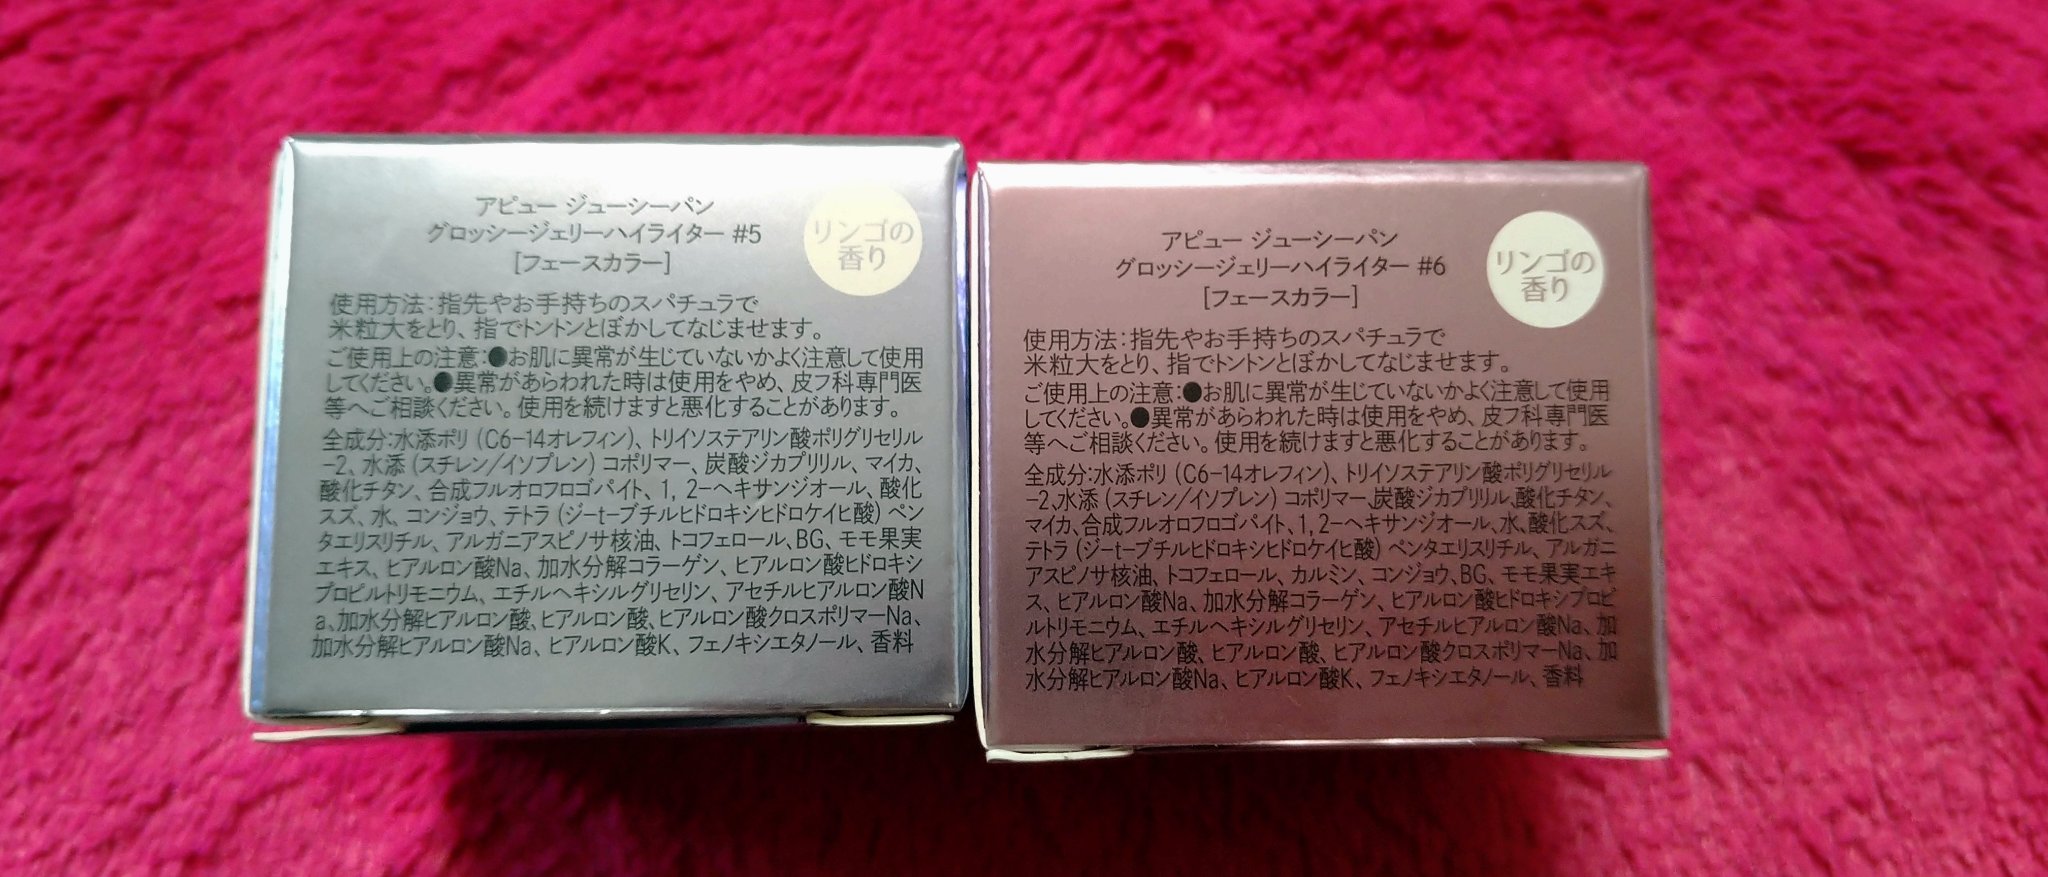 アピュー ジューシーパン
グロッシージェリーハイライター #5
[フェースカラー]
リンゴの
香り
使用方法：指先やお手持ちのスパチュラで
米粒大をとり、指でトントンとぼかしてなじませます。
ご使用上の注意：●お肌に異常が生じていないかよく注意して使用
してください。●異常があらわれた時は使用をやめ、皮フ科専門医
等へご相談ください。使用を続けますと悪化することがあります。
全成分：水添ポリ（C6-14オレフィン）、トリイソステアリン酸ポリグリセリル
-2、水添（スチレン/イソプレン）コポリマー、炭酸ジカプリリル、マイカ、
酸化チタン、合成フルオロフロゴパイト、1，2-ヘキサンジオール、酸化
スズ、水、コンジョウ、テトラ（ジ-t-ブチルヒドロキシヒドロケイヒ酸）ペン
タエリスリチル、アルガニアスピノサ核油、トコフェロール、BG、モモ果実
エキス、ヒアルロン酸Na、加水分解コラーゲン、ヒアルロン酸ヒドロキシ
プロピルトリモニウム、エチルヘキシルグリセリン、アセチルヒアルロン酸N
a、加水分解ヒアルロン酸、ヒアルロン酸、ヒアルロン酸クロスポリマーNa、
加水分解ヒアルロン酸Na、ヒアルロン酸K、フェノキシエタノール、香料
アピュー ジューシーパン
グロッシージェリーハイライター #6
[フェースカラー]
リンゴの
香り
使用方法：指先やお手持ちのスパチュラで
米粒大をとり、指でトントンとぼかしてなじませます。
ご使用上の注意：●お肌に異常が生じていないかよく注意して使用
してください。●異常があらわれた時は使用をやめ、皮フ科専門医
等へご相談ください。使用を続けますと悪化することがあります。
全成分：水添ポリ（C6-14オレフィン）、トリイソステアリン酸ポリグリセリル
-2、水添（スチレン/イソプレン）コポリマー、炭酸ジカプリリル、酸化チタン、
マイカ、合成フルオロフロゴパイト、1，2-ヘキサンジオール、水、酸化スズ、
テトラ（ジ-t-ブチルヒドロキシヒドロケイヒ酸）ペンタエリスリチル、アルガニ
アスピノサ核油、トコフェロール、カルミン、コンジョウ、BG、モモ果実エキ
ス、ヒアルロン酸Na、加水分解コラーゲン、ヒアルロン酸ヒドロキシプロピ
ルトリモニウム、エチルヘキシルグリセリン、アセチルヒアルロン酸Na、加
水分解ヒアルロン酸、ヒアルロン酸、ヒアルロン酸クロスポリマーNa、加
水分解ヒアルロン酸Na、ヒアルロン酸K、フェノキシエタノール、香料